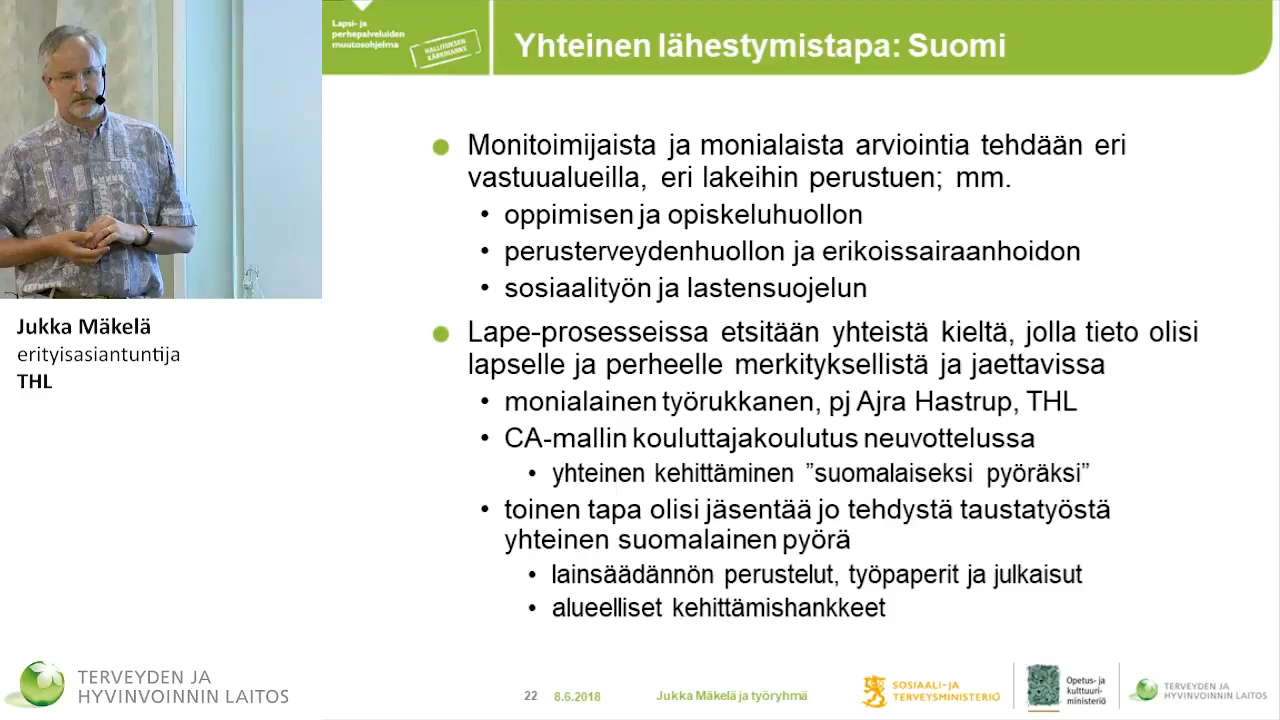 Lapsi- ja
perhepalveluiden
muutosohjelma
HALLITUKSEN
KÄRKIHANKE
Yhteinen lähestymistapa: Suomi
Monitoimijaista ja monialaista arviointia tehdään eri
vastuualueilla, eri lakeihin perustuen; mm.
• oppimisen ja opiskeluhuollon
• perusterveydenhuollon ja erikoissairaanhoidon
• sosiaalityön ja lastensuojelun
Lape-prosesseissa etsitään yhteistä kieltä, jolla tieto olisi
lapselle ja perheelle merkityksellistä ja jaettavissa
• monialainen työrukkanen, pj Ajra Hastrup, THL
• CA-mallin kouluttajakoulutus neuvottelussa
• yhteinen kehittäminen ”suomalaiseksi pyöräksi”
• toinen tapa olisi jäsentää jo tehdystä taustatyöstä
yhteinen suomalainen pyörä
• lainsäädännön perustelut, työpaperit ja julkaisut
• alueelliset kehittämishankkeet
Jukka Mäkelä
erityisasiantuntija
THL
TERVEYDEN JA
HYVINVOINNIN LAITOS
22
8.6.2018
Jukka Mäkelä ja työryhmä
SOSIAALI- JA
TERVEYSMINISTERIÖ
Opetus- ja
kulttuuri-
ministeriö
TERVEYDEN JA
HYVINVOINNIN LAITOS